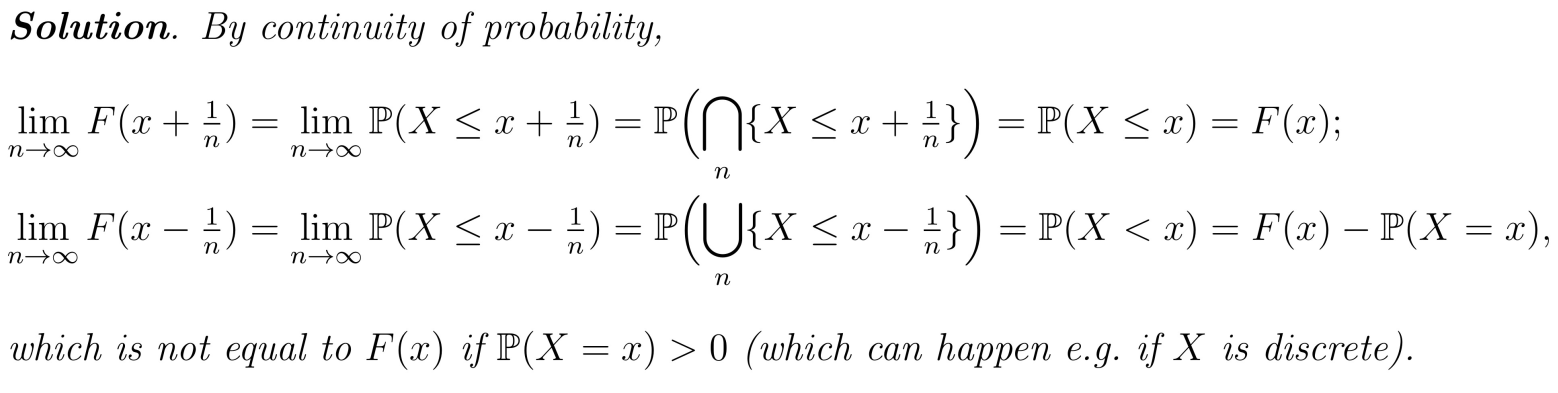 Solution. By continuity of probability,
lim_{n→∞} F(x + 1/n) = lim_{n→∞} ℙ(X ≤ x + 1/n) = ℙ(⋂_n {X ≤ x + 1/n}) = ℙ(X ≤ x) = F(x);
lim_{n→∞} F(x − 1/n) = lim_{n→∞} ℙ(X ≤ x − 1/n) = ℙ(⋃_n {X ≤ x − 1/n}) = ℙ(X < x) = F(x) − ℙ(X = x),
which is not equal to F(x) if ℙ(X = x) > 0 (which can happen e.g. if X is discrete).